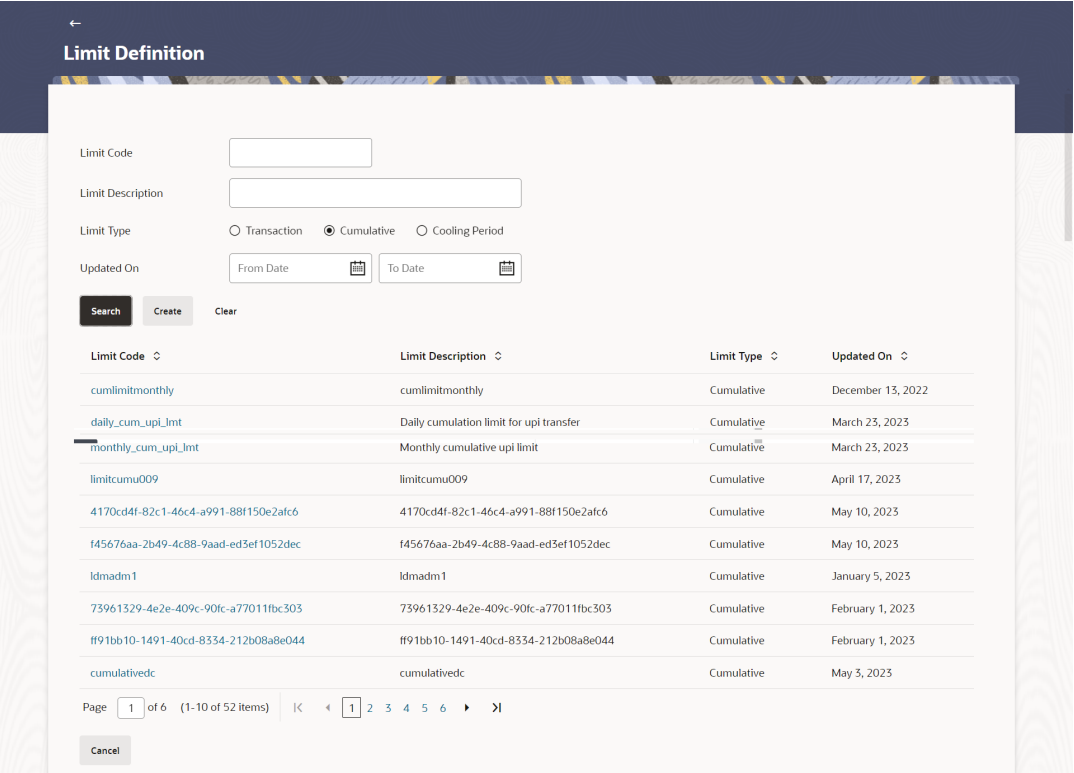 ←
Limit Definition
Limit Code
Limit Description
Limit Type Transaction Cumulative Cooling Period
Updated On From Date To Date
Search Create Clear
Limit Code Limit Description Limit Type Updated On
cumlimitmonthly cumlimitmonthly Cumulative December 13, 2022
daily_cum_upi_lmt Daily cumulation limit for upi transfer Cumulative March 23, 2023
monthly_cum_upi_lmt Monthly cumulative upi limit Cumulative March 23, 2023
limitcumu009 limitcumu009 Cumulative April 17, 2023
4170cd4f-82c1-46c4-a991-88f150e2afc6 4170cd4f-82c1-46c4-a991-88f150e2afc6 Cumulative May 10, 2023
f45676aa-2b49-4c88-9aad-ed3ef1052dec f45676aa-2b49-4c88-9aad-ed3ef1052dec Cumulative May 10, 2023
ldmadm1 ldmadm1 Cumulative January 5, 2023
73961329-4e2e-409c-90fc-a77011fbc303 73961329-4e2e-409c-90fc-a77011fbc303 Cumulative February 1, 2023
ff91bb10-1491-40cd-8334-212b08a8e044 ff91bb10-1491-40cd-8334-212b08a8e044 Cumulative February 1, 2023
cumulativedc cumulativedc Cumulative May 3, 2023
Page 1 of 6 (1-10 of 52 items) 1 2 3 4 5 6
Cancel